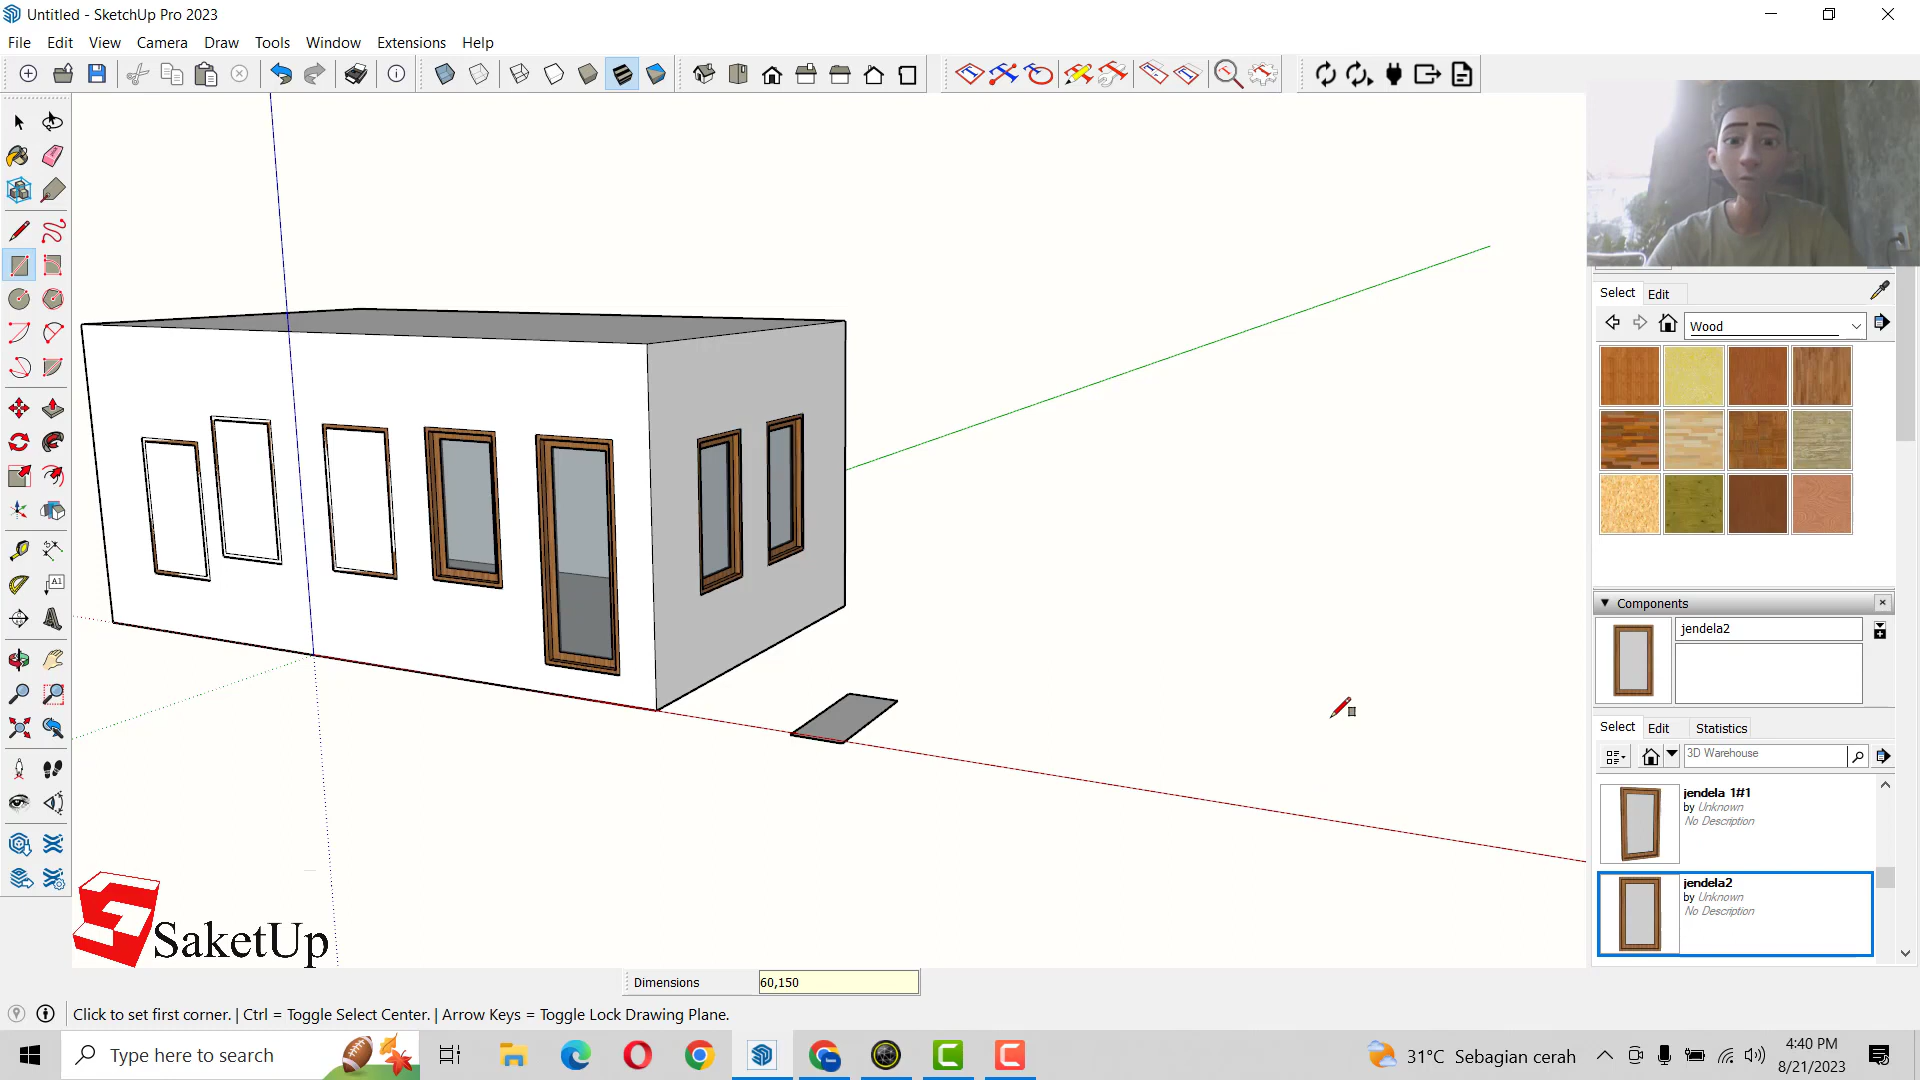 Untitled - SketchUp Pro 2023
File Edit View Camera Draw Tools Window Extensions Help
Select Edit
Wood
Components
jendela2
A1
Select Edit Statistics
3D Warehouse
jendela 1#1
by Unknown
No Description
jendela2
by Unknown
No Description
SaketUp
Dimensions 60,150
Click to set first corner. | Ctrl = Toggle Select Center. | Arrow Keys = Toggle Lock Drawing Plane.
Type here to search
31°C Sebagian cerah
4:40 PM
8/21/2023